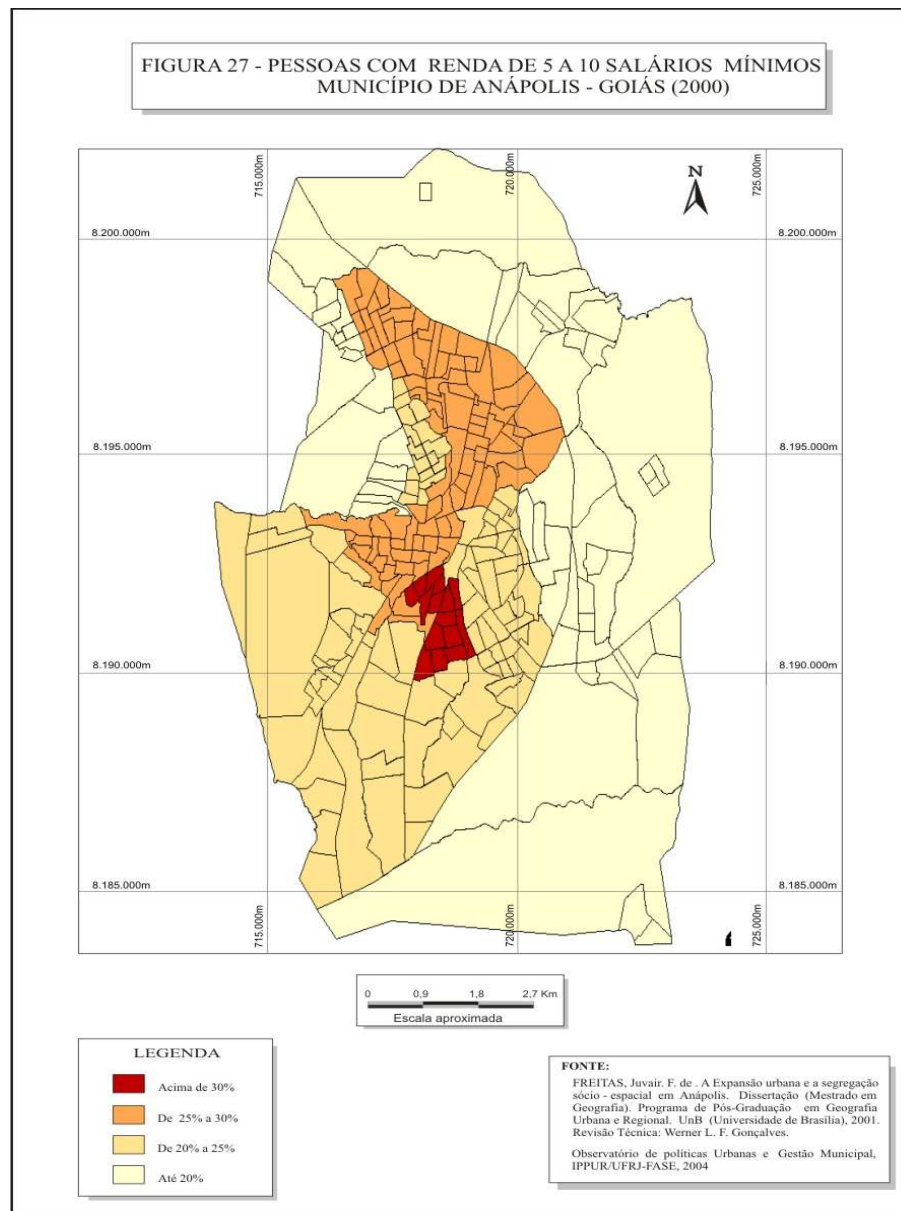 FIGURA 27 - PESSOAS COM RENDA DE 5 A 10 SALÁRIOS MÍNIMOS
MUNICÍPIO DE ANÁPOLIS - GOIÁS (2000)
715.000m
720.000m
725.000m
N
8.200.000m
8.200.000m
8.195.000m
8.195.000m
8.190.000m
8.190.000m
8.185.000m
8.185.000m
715.000m
720.000m
725.000m
0 0,9 1,8 2,7 Km
Escala aproximada
LEGENDA
Acima de 30%
De 25% a 30%
De 20% a 25%
Até 20%
FONTE:
FREITAS, Juvair. F. de . A Expansão urbana e a segregação
sócio - espacial em Anápolis. Dissertação (Mestrado em
Geografia). Programa de Pós-Graduação em Geografia
Urbana e Regional. UnB (Universidade de Brasília), 2001.
Revisão Técnica: Werner L. F. Gonçalves.
Observatório de políticas Urbanas e Gestão Municipal,
IPPUR/UFRJ-FASE, 2004